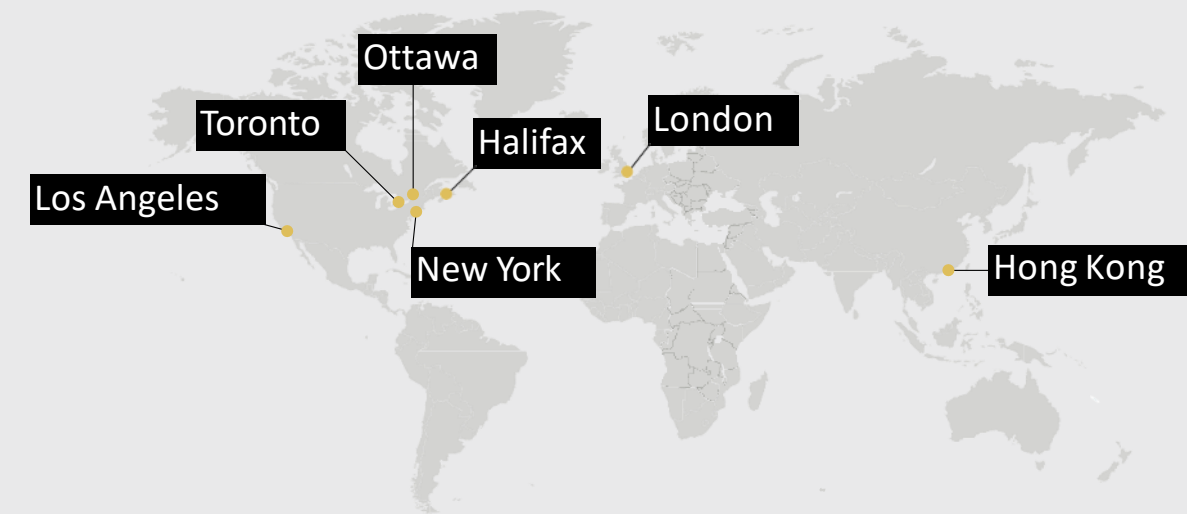 Ottawa
Toronto
London
Halifax
Los Angeles
New York
Hong Kong